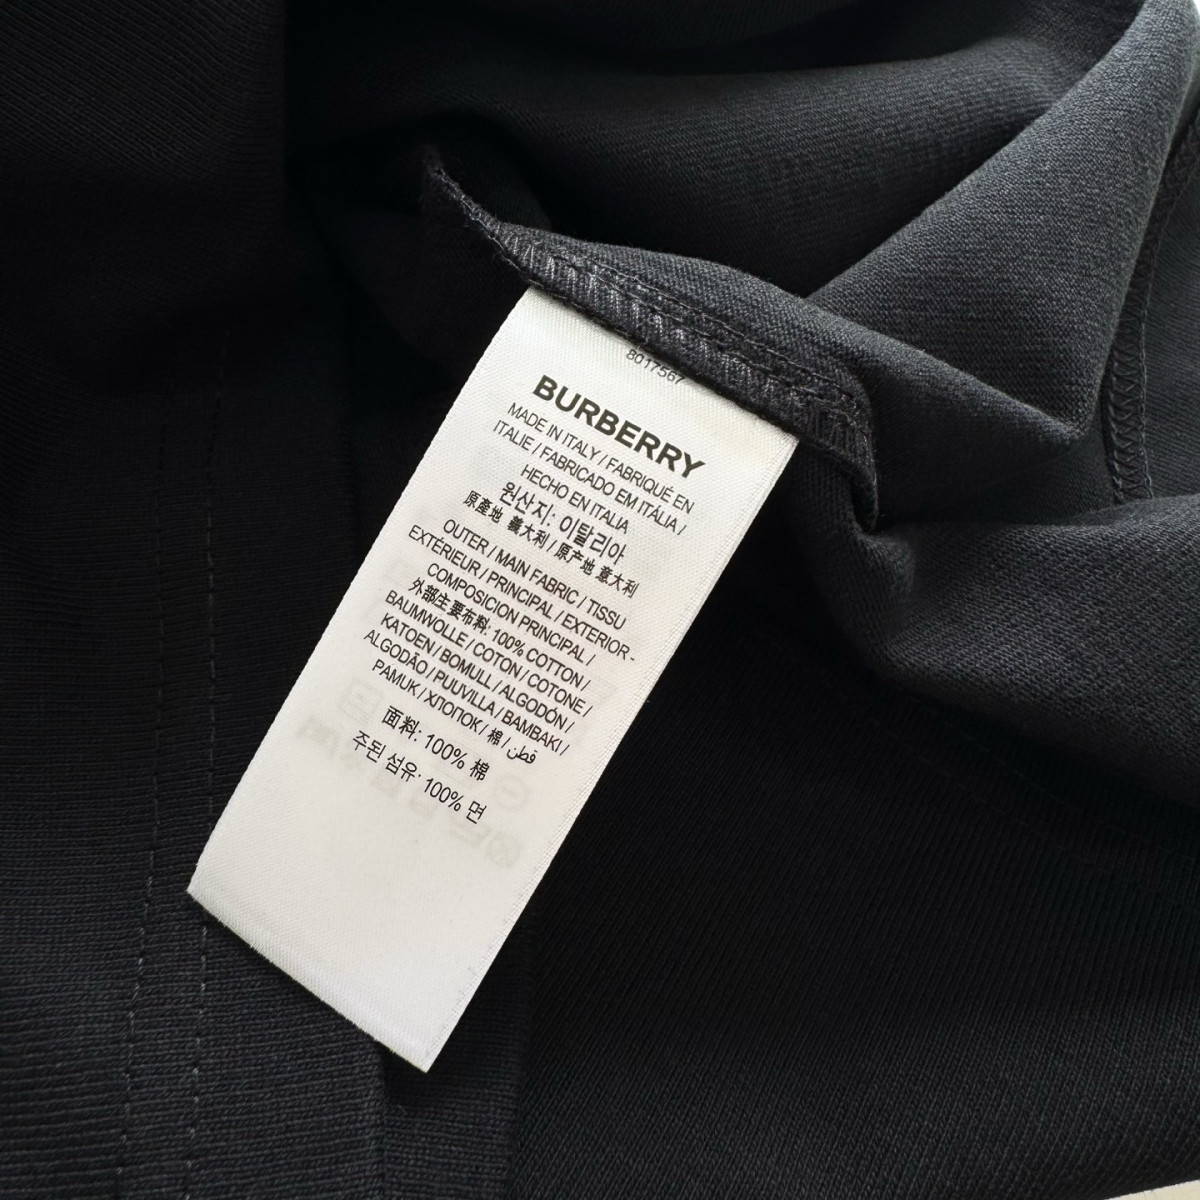 8017567
BURBERRY
MADE IN ITALY / FABRIQUÉ EN
ITALIE / FABRICADO EM ITÁLIA /
HECHO EN ITALIA
원산지: 이탈리아
原產地 義大利 / 原产地 意大利
OUTER / MAIN FABRIC / TISSU
EXTÉRIEUR / PRINCIPAL / EXTERIOR -
COMPOSICION PRINCIPAL /
外部主要布料: 100% COTTON /
BAUMWOLLE / COTON / COTONE /
KATOEN / BOMULL / ALGODÓN /
ALGODÃO / PUUVILLA / BAMBAKI /
PAMUK / ХЛОПОК / 棉 / قطن
面料: 100% 棉
주된 섬유: 100% 면